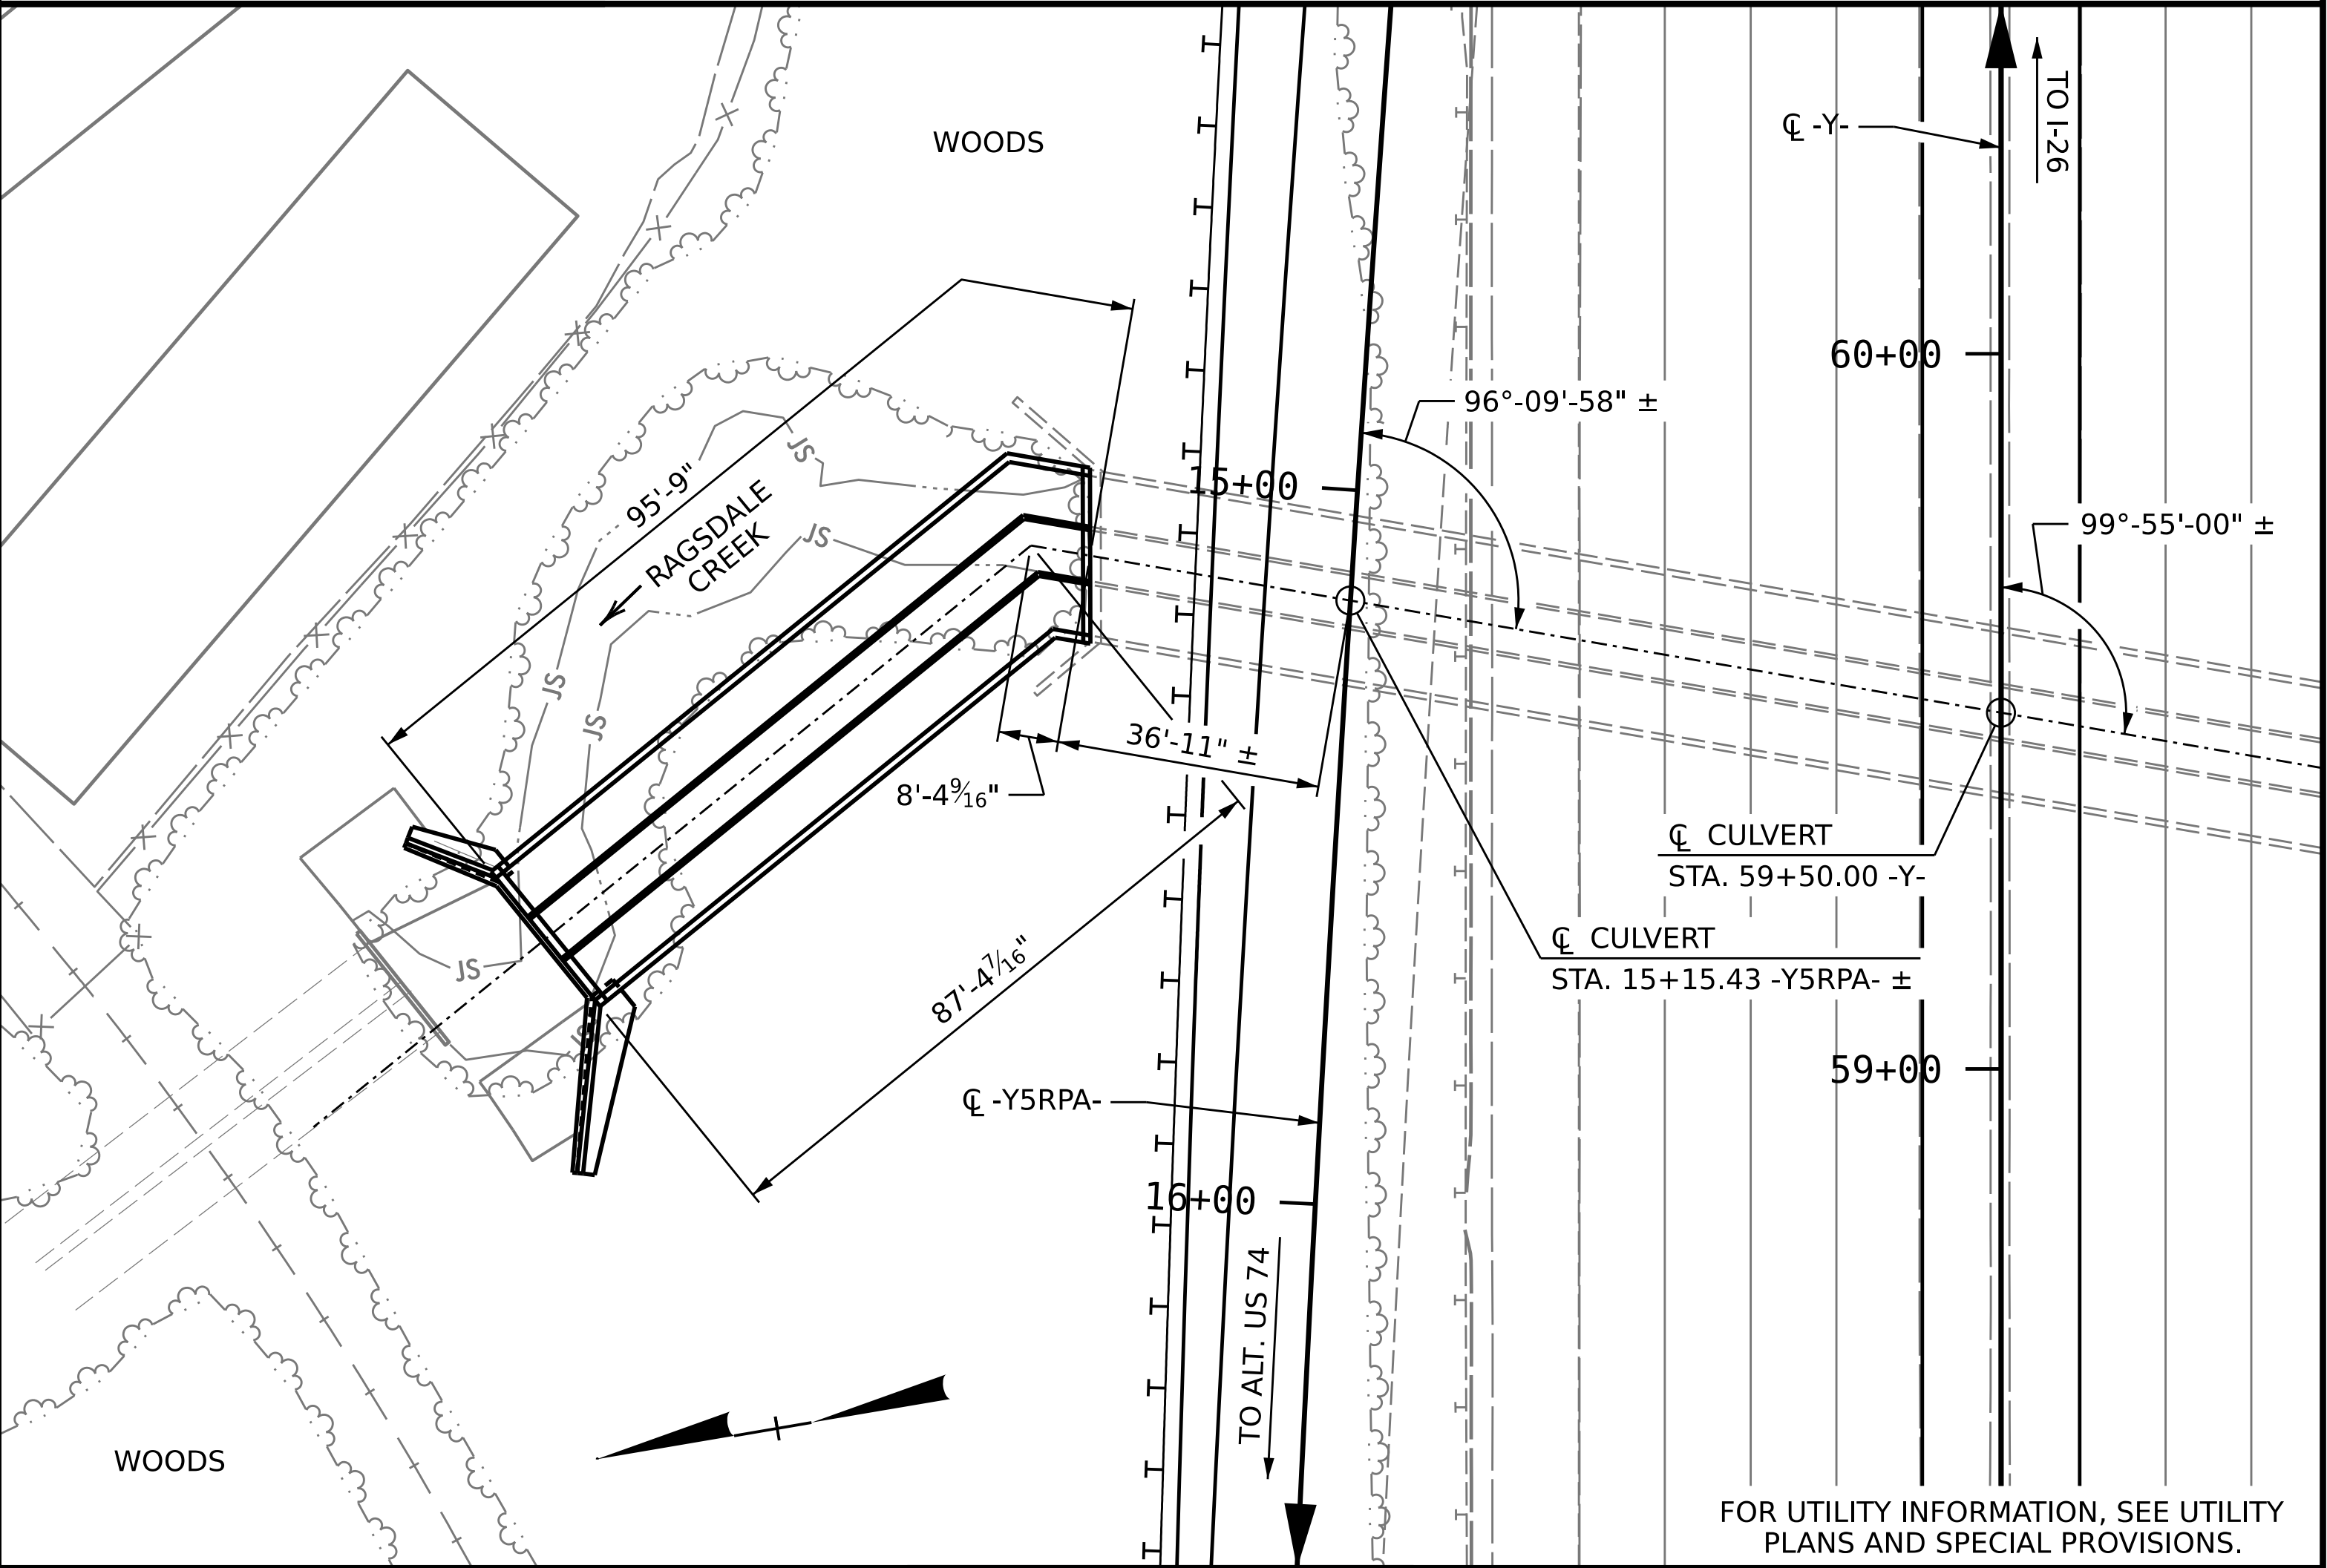 WOODS
℄ -Y-
TO I-26
60+00
96°-09'-58" ±
95'-9"
RAGSDALE
CREEK
JS
JS
15+00
99°-55'-00" ±
JS
JS
36'-11" ±
8'-4 9/16"
℄ CULVERT
STA. 59+50.00 -Y-
℄ CULVERT
STA. 15+15.43 -Y5RPA- ±
JS
87'-4 7/16"
JS
59+00
℄ -Y5RPA-
16+00
TO ALT. US 74
WOODS
FOR UTILITY INFORMATION, SEE UTILITY
PLANS AND SPECIAL PROVISIONS.